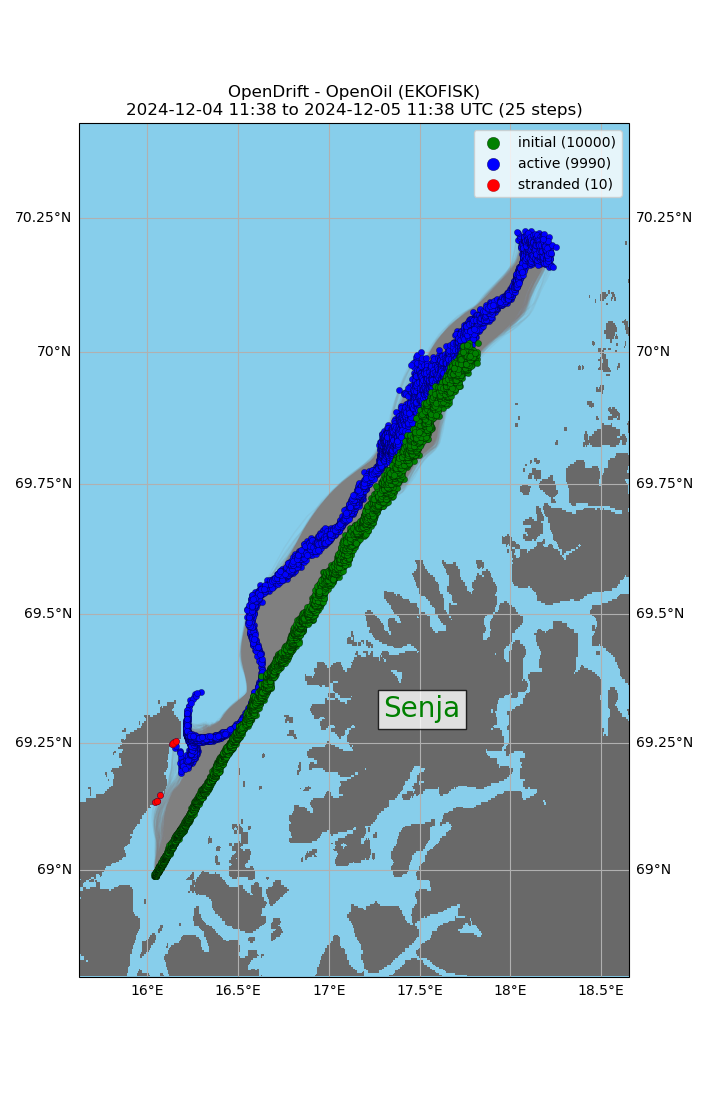 OpenDrift - OpenOil (EKOFISK)
2024-12-04 11:38 to 2024-12-05 11:38 UTC (25 steps)
initial (10000)
active (9990)
stranded (10)
70.25°N 70.25°N
70°N 70°N
69.75°N 69.75°N
69.5°N 69.5°N
Senja
69.25°N 69.25°N
69°N 69°N
16°E 16.5°E 17°E 17.5°E 18°E 18.5°E